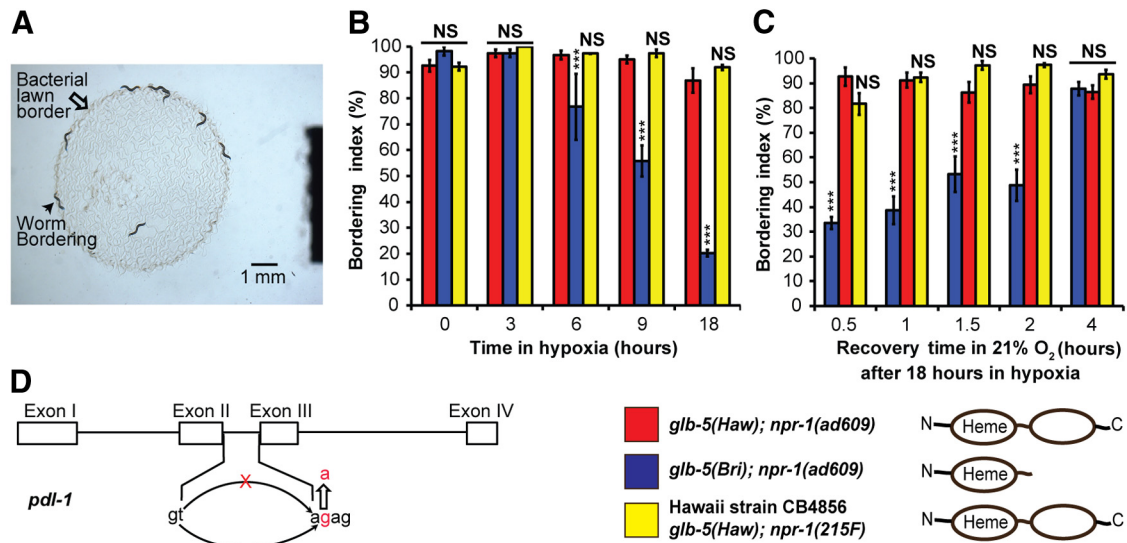 A
Bacterial
lawn
border
Worm
Bordering
1 mm
B
Bordering index (%)
100
90
80
70
60
50
40
30
20
10
0
NS
NS
NS
NS
NS
***
***
***
0
3
6
9
18
Time in hypoxia (hours)
C
Bordering index (%)
100
90
80
70
60
50
40
30
20
10
0
NS
NS
NS
NS
NS
***
***
***
***
0.5
1
1.5
2
4
Recovery time in 21% O₂ (hours)
after 18 hours in hypoxia
D
Exon I
Exon II
Exon III
Exon IV
pdl-1
X
a
gt
agag
glb-5(Haw); npr-1(ad609)
N Heme C
glb-5(Bri); npr-1(ad609)
N Heme
Hawaii strain CB4856
glb-5(Haw); npr-1(215F)
N Heme C